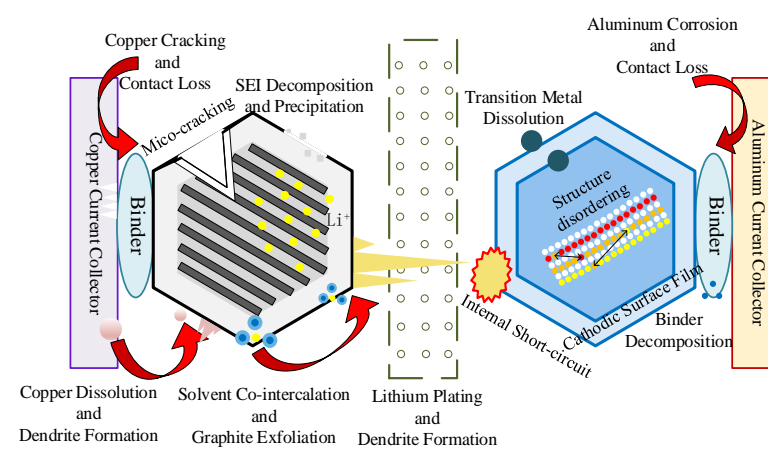 Copper Cracking
and
Contact Loss
Aluminum Corrosion
and
Contact Loss
SEI Decomposition
and Precipitation
Mico-cracking
Transition Metal
Dissolution
Copper Current Collector
Binder
Li⁺
Structure
disordering
Binder
Aluminum Current Collector
Cathodic Surface Film
Internal Short-circuit
Binder
Decomposition
Copper Dissolution
and
Dendrite Formation
Solvent Co-intercalation
and
Graphite Exfoliation
Lithium Plating
and
Dendrite Formation